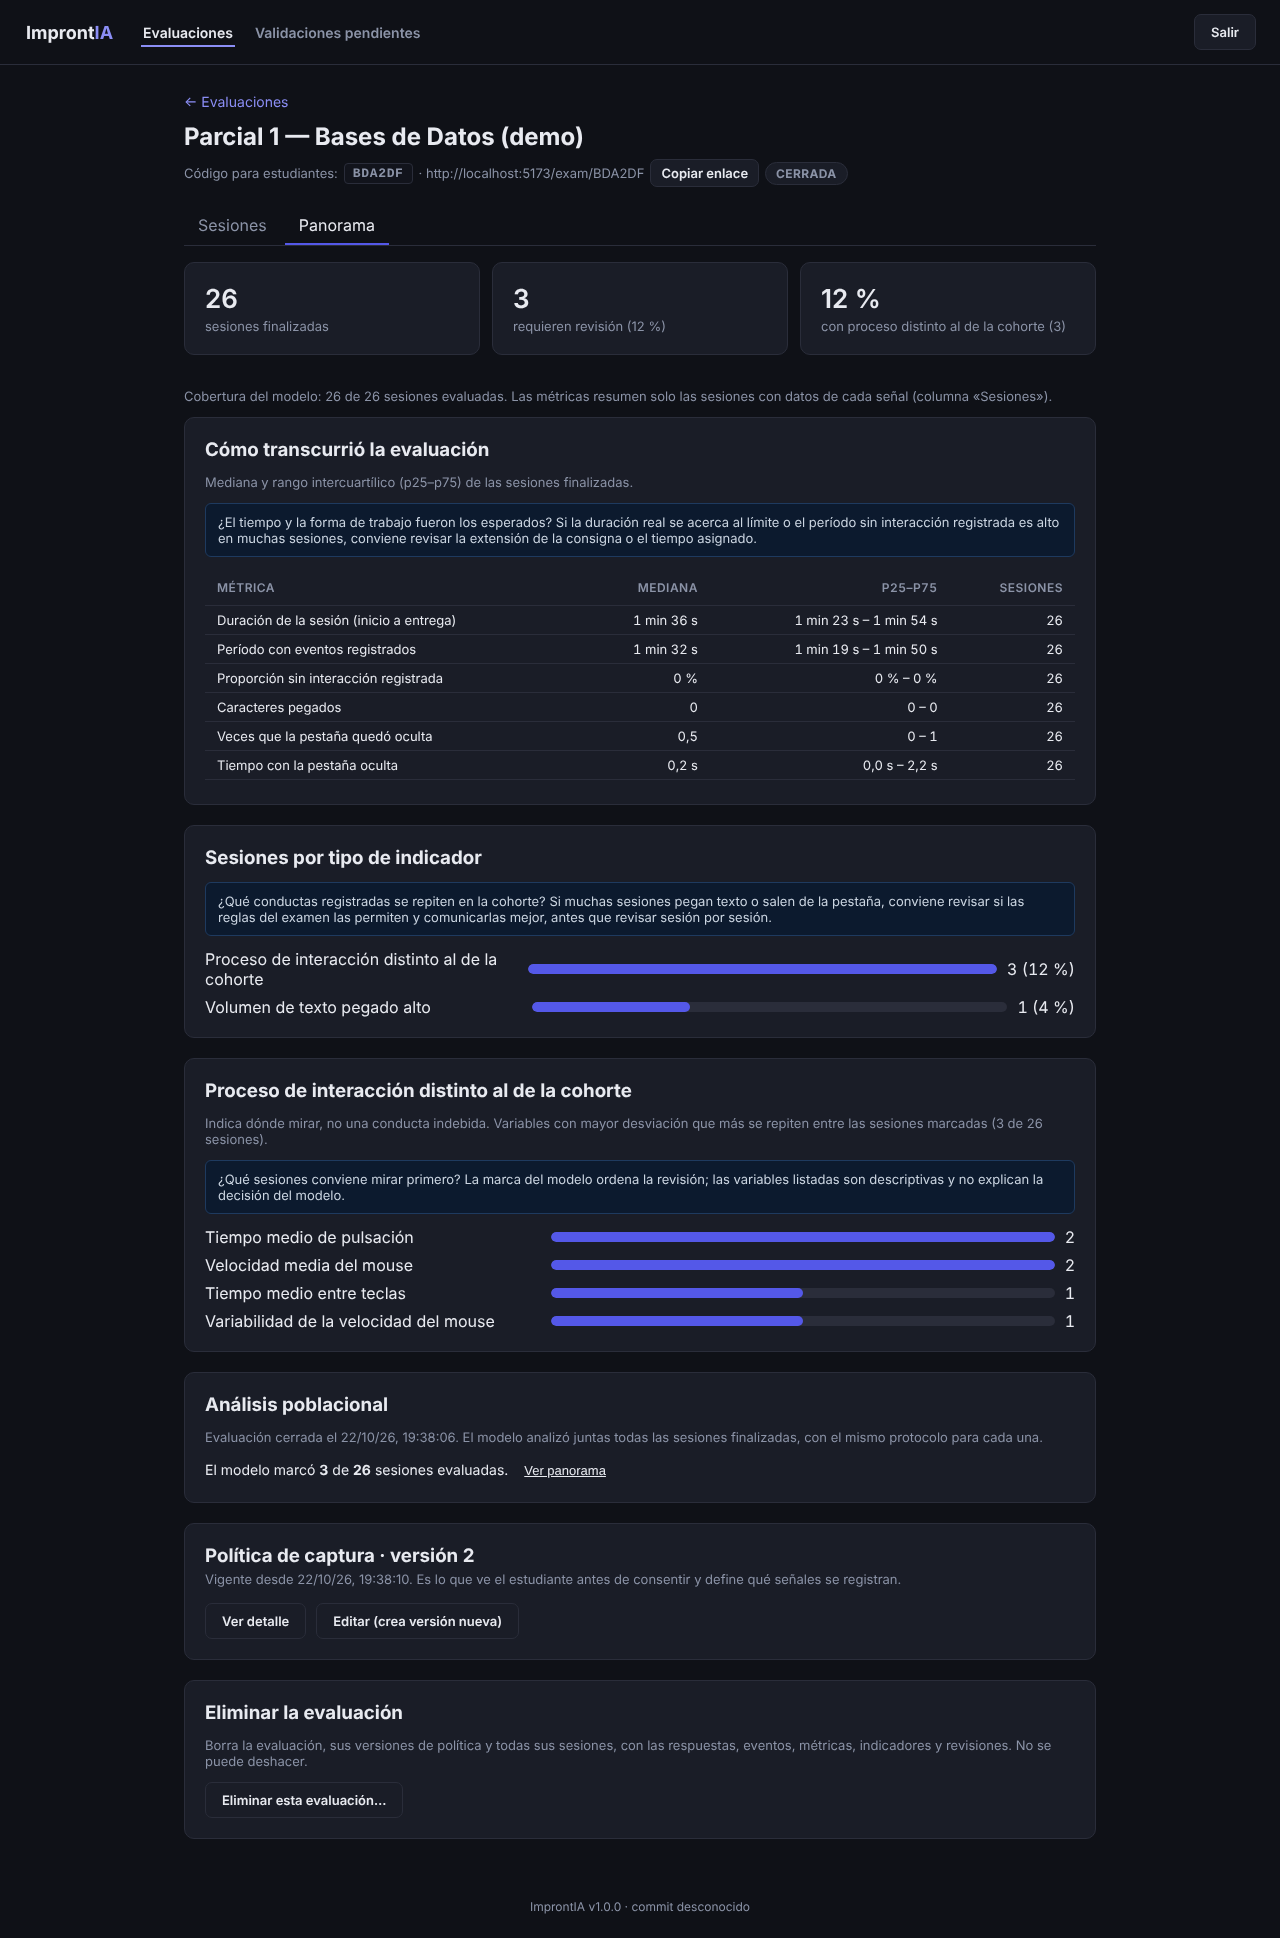 ImprontIA Evaluaciones Validaciones pendientes Salir
← Evaluaciones
Parcial 1 — Bases de Datos (demo)
Código para estudiantes: BDA2DF · http://localhost:5173/exam/BDA2DF Copiar enlace CERRADA
Sesiones Panorama
26
sesiones finalizadas
3
requieren revisión (12 %)
12 %
con proceso distinto al de la cohorte (3)
Cobertura del modelo: 26 de 26 sesiones evaluadas. Las métricas resumen solo las sesiones con datos de cada señal (columna «Sesiones»).
Cómo transcurrió la evaluación
Mediana y rango intercuartílico (p25–p75) de las sesiones finalizadas.
¿El tiempo y la forma de trabajo fueron los esperados? Si la duración real se acerca al límite o el período sin interacción registrada es alto
en muchas sesiones, conviene revisar la extensión de la consigna o el tiempo asignado.
MÉTRICA MEDIANA P25–P75 SESIONES
Duración de la sesión (inicio a entrega) 1 min 36 s 1 min 23 s – 1 min 54 s 26
Período con eventos registrados 1 min 32 s 1 min 19 s – 1 min 50 s 26
Proporción sin interacción registrada 0 % 0 % – 0 % 26
Caracteres pegados 0 0 – 0 26
Veces que la pestaña quedó oculta 0,5 0 – 1 26
Tiempo con la pestaña oculta 0,2 s 0,0 s – 2,2 s 26
Sesiones por tipo de indicador
¿Qué conductas registradas se repiten en la cohorte? Si muchas sesiones pegan texto o salen de la pestaña, conviene revisar si las
reglas del examen las permiten y comunicarlas mejor, antes que revisar sesión por sesión.
Proceso de interacción distinto al de la
cohorte 3 (12 %)
Volumen de texto pegado alto 1 (4 %)
Proceso de interacción distinto al de la cohorte
Indica dónde mirar, no una conducta indebida. Variables con mayor desviación que más se repiten entre las sesiones marcadas (3 de 26
sesiones).
¿Qué sesiones conviene mirar primero? La marca del modelo ordena la revisión; las variables listadas son descriptivas y no explican la
decisión del modelo.
Tiempo medio de pulsación 2
Velocidad media del mouse 2
Tiempo medio entre teclas 1
Variabilidad de la velocidad del mouse 1
Análisis poblacional
Evaluación cerrada el 22/10/26, 19:38:06. El modelo analizó juntas todas las sesiones finalizadas, con el mismo protocolo para cada una.
El modelo marcó 3 de 26 sesiones evaluadas. Ver panorama
Política de captura · versión 2
Vigente desde 22/10/26, 19:38:10. Es lo que ve el estudiante antes de consentir y define qué señales se registran.
Ver detalle Editar (crea versión nueva)
Eliminar la evaluación
Borra la evaluación, sus versiones de política y todas sus sesiones, con las respuestas, eventos, métricas, indicadores y revisiones. No se
puede deshacer.
Eliminar esta evaluación…
ImprontIA v1.0.0 · commit desconocido